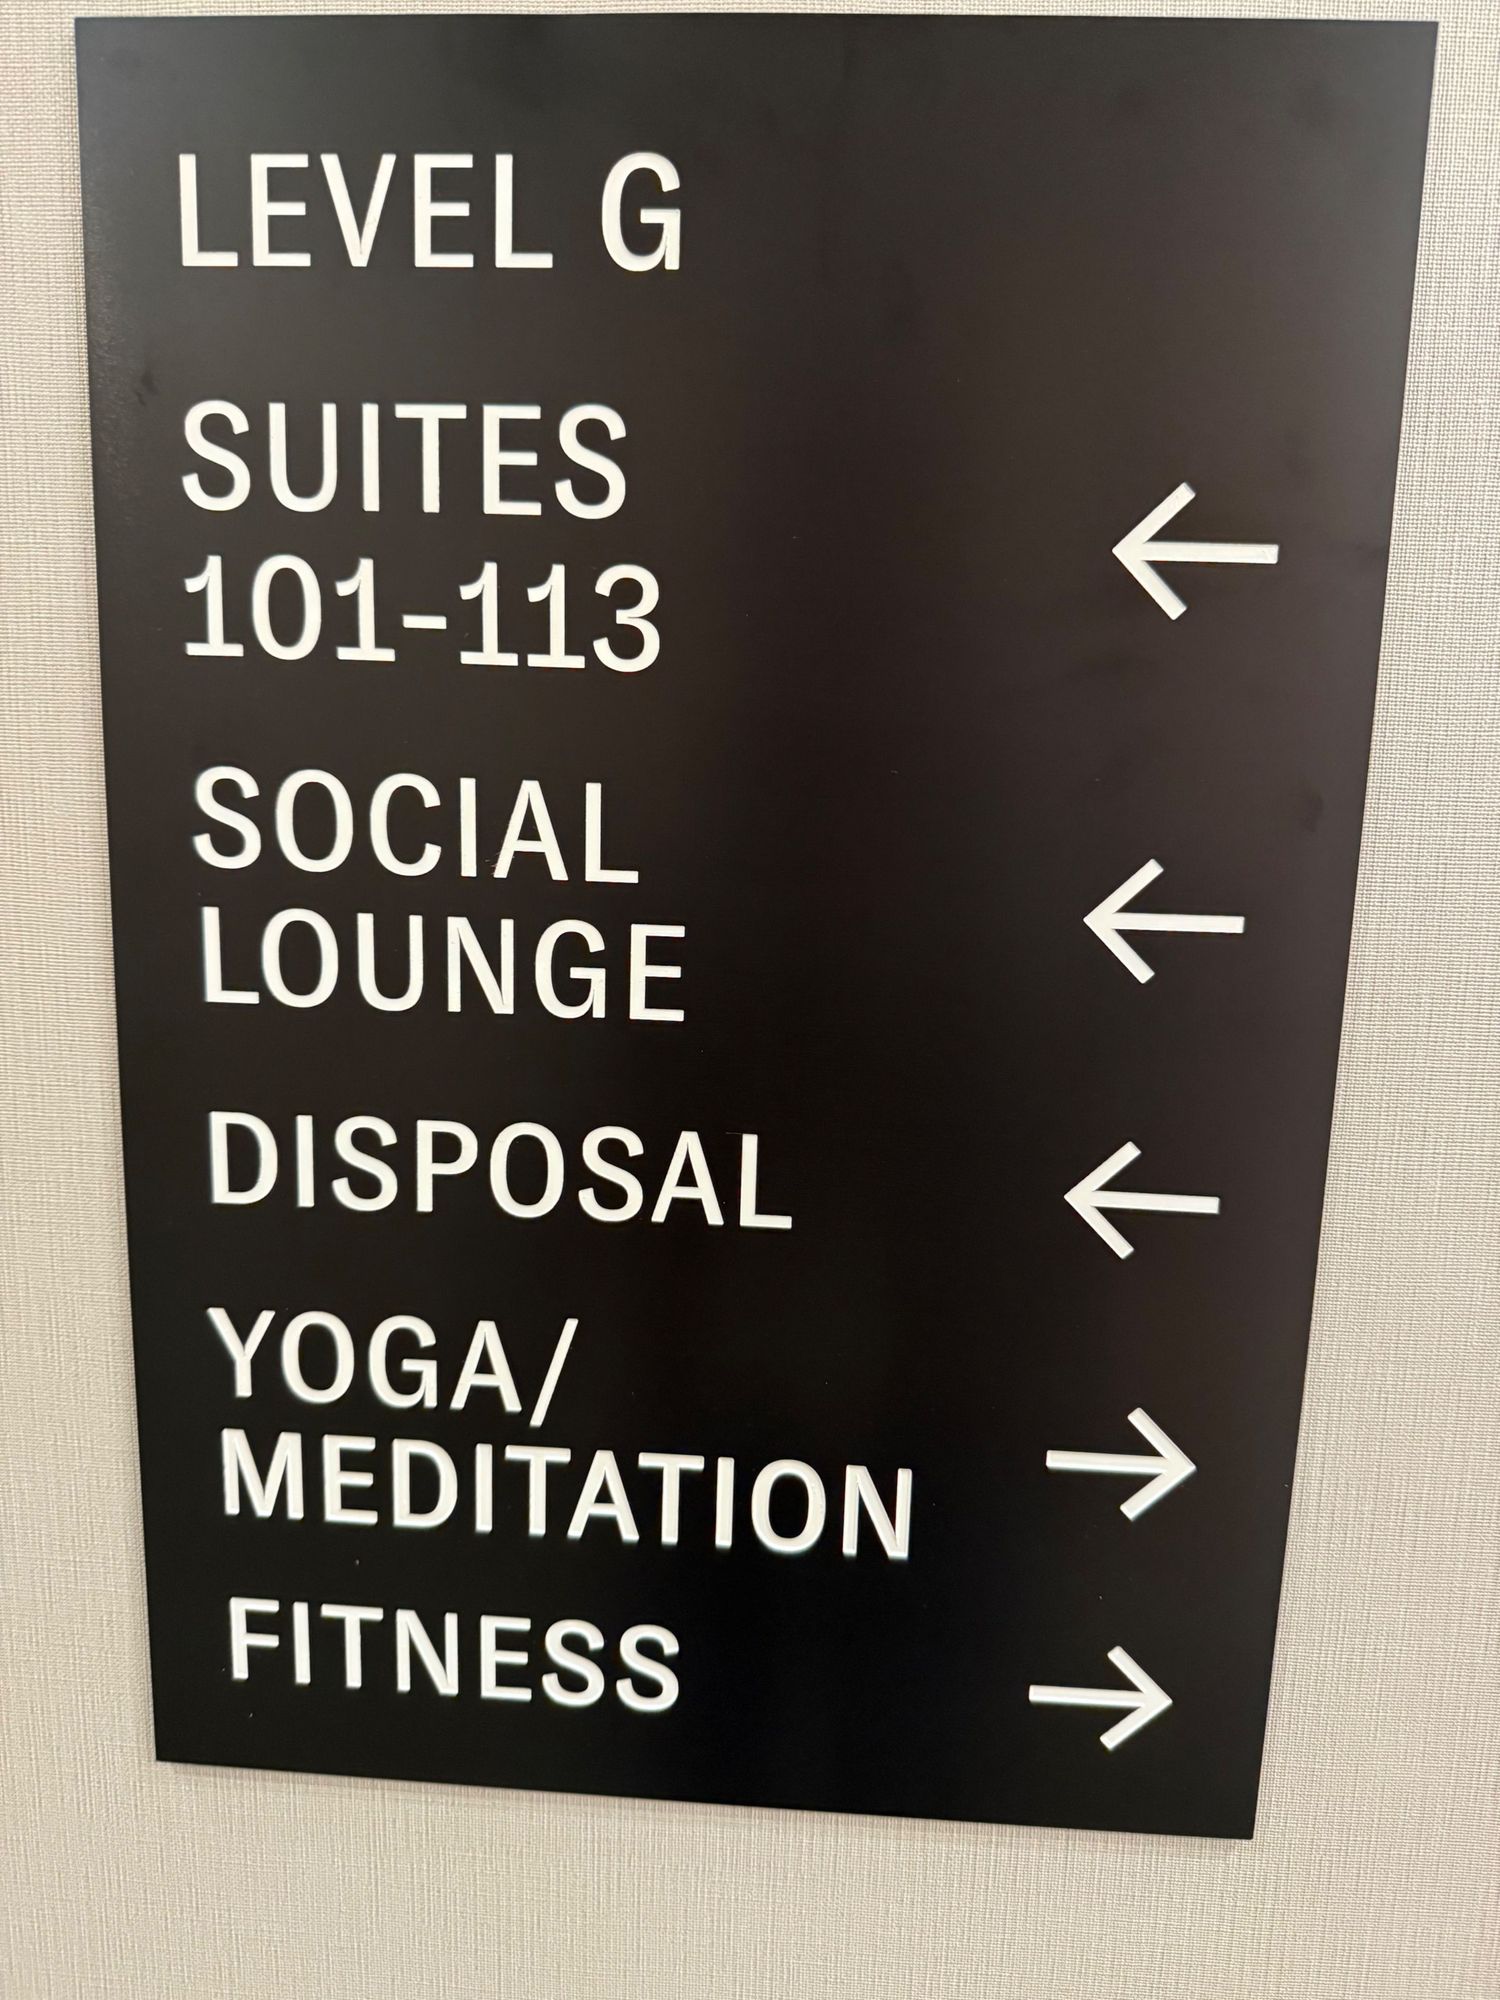 LEVEL G
SUITES
101-113 ←
SOCIAL
LOUNGE ←
DISPOSAL ←
YOGA/
MEDITATION →
FITNESS →